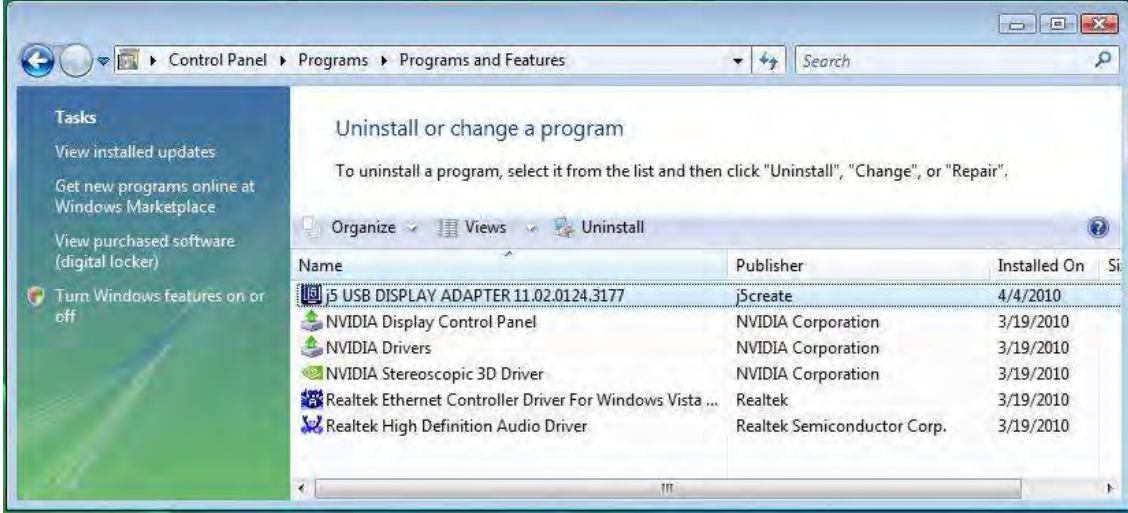 Control Panel ▸ Programs ▸ Programs and Features
Search
Tasks
View installed updates
Get new programs online at
Windows Marketplace
View purchased software
(digital locker)
Turn Windows features on or
off
Uninstall or change a program
To uninstall a program, select it from the list and then click "Uninstall", "Change", or "Repair".
Organize Views Uninstall
Name Publisher Installed On Si
j5 USB DISPLAY ADAPTER 11.02.0124.3177 j5create 4/4/2010
NVIDIA Display Control Panel NVIDIA Corporation 3/19/2010
NVIDIA Drivers NVIDIA Corporation 3/19/2010
NVIDIA Stereoscopic 3D Driver NVIDIA Corporation 3/19/2010
Realtek Ethernet Controller Driver For Windows Vista ... Realtek 3/19/2010
Realtek High Definition Audio Driver Realtek Semiconductor Corp. 3/19/2010